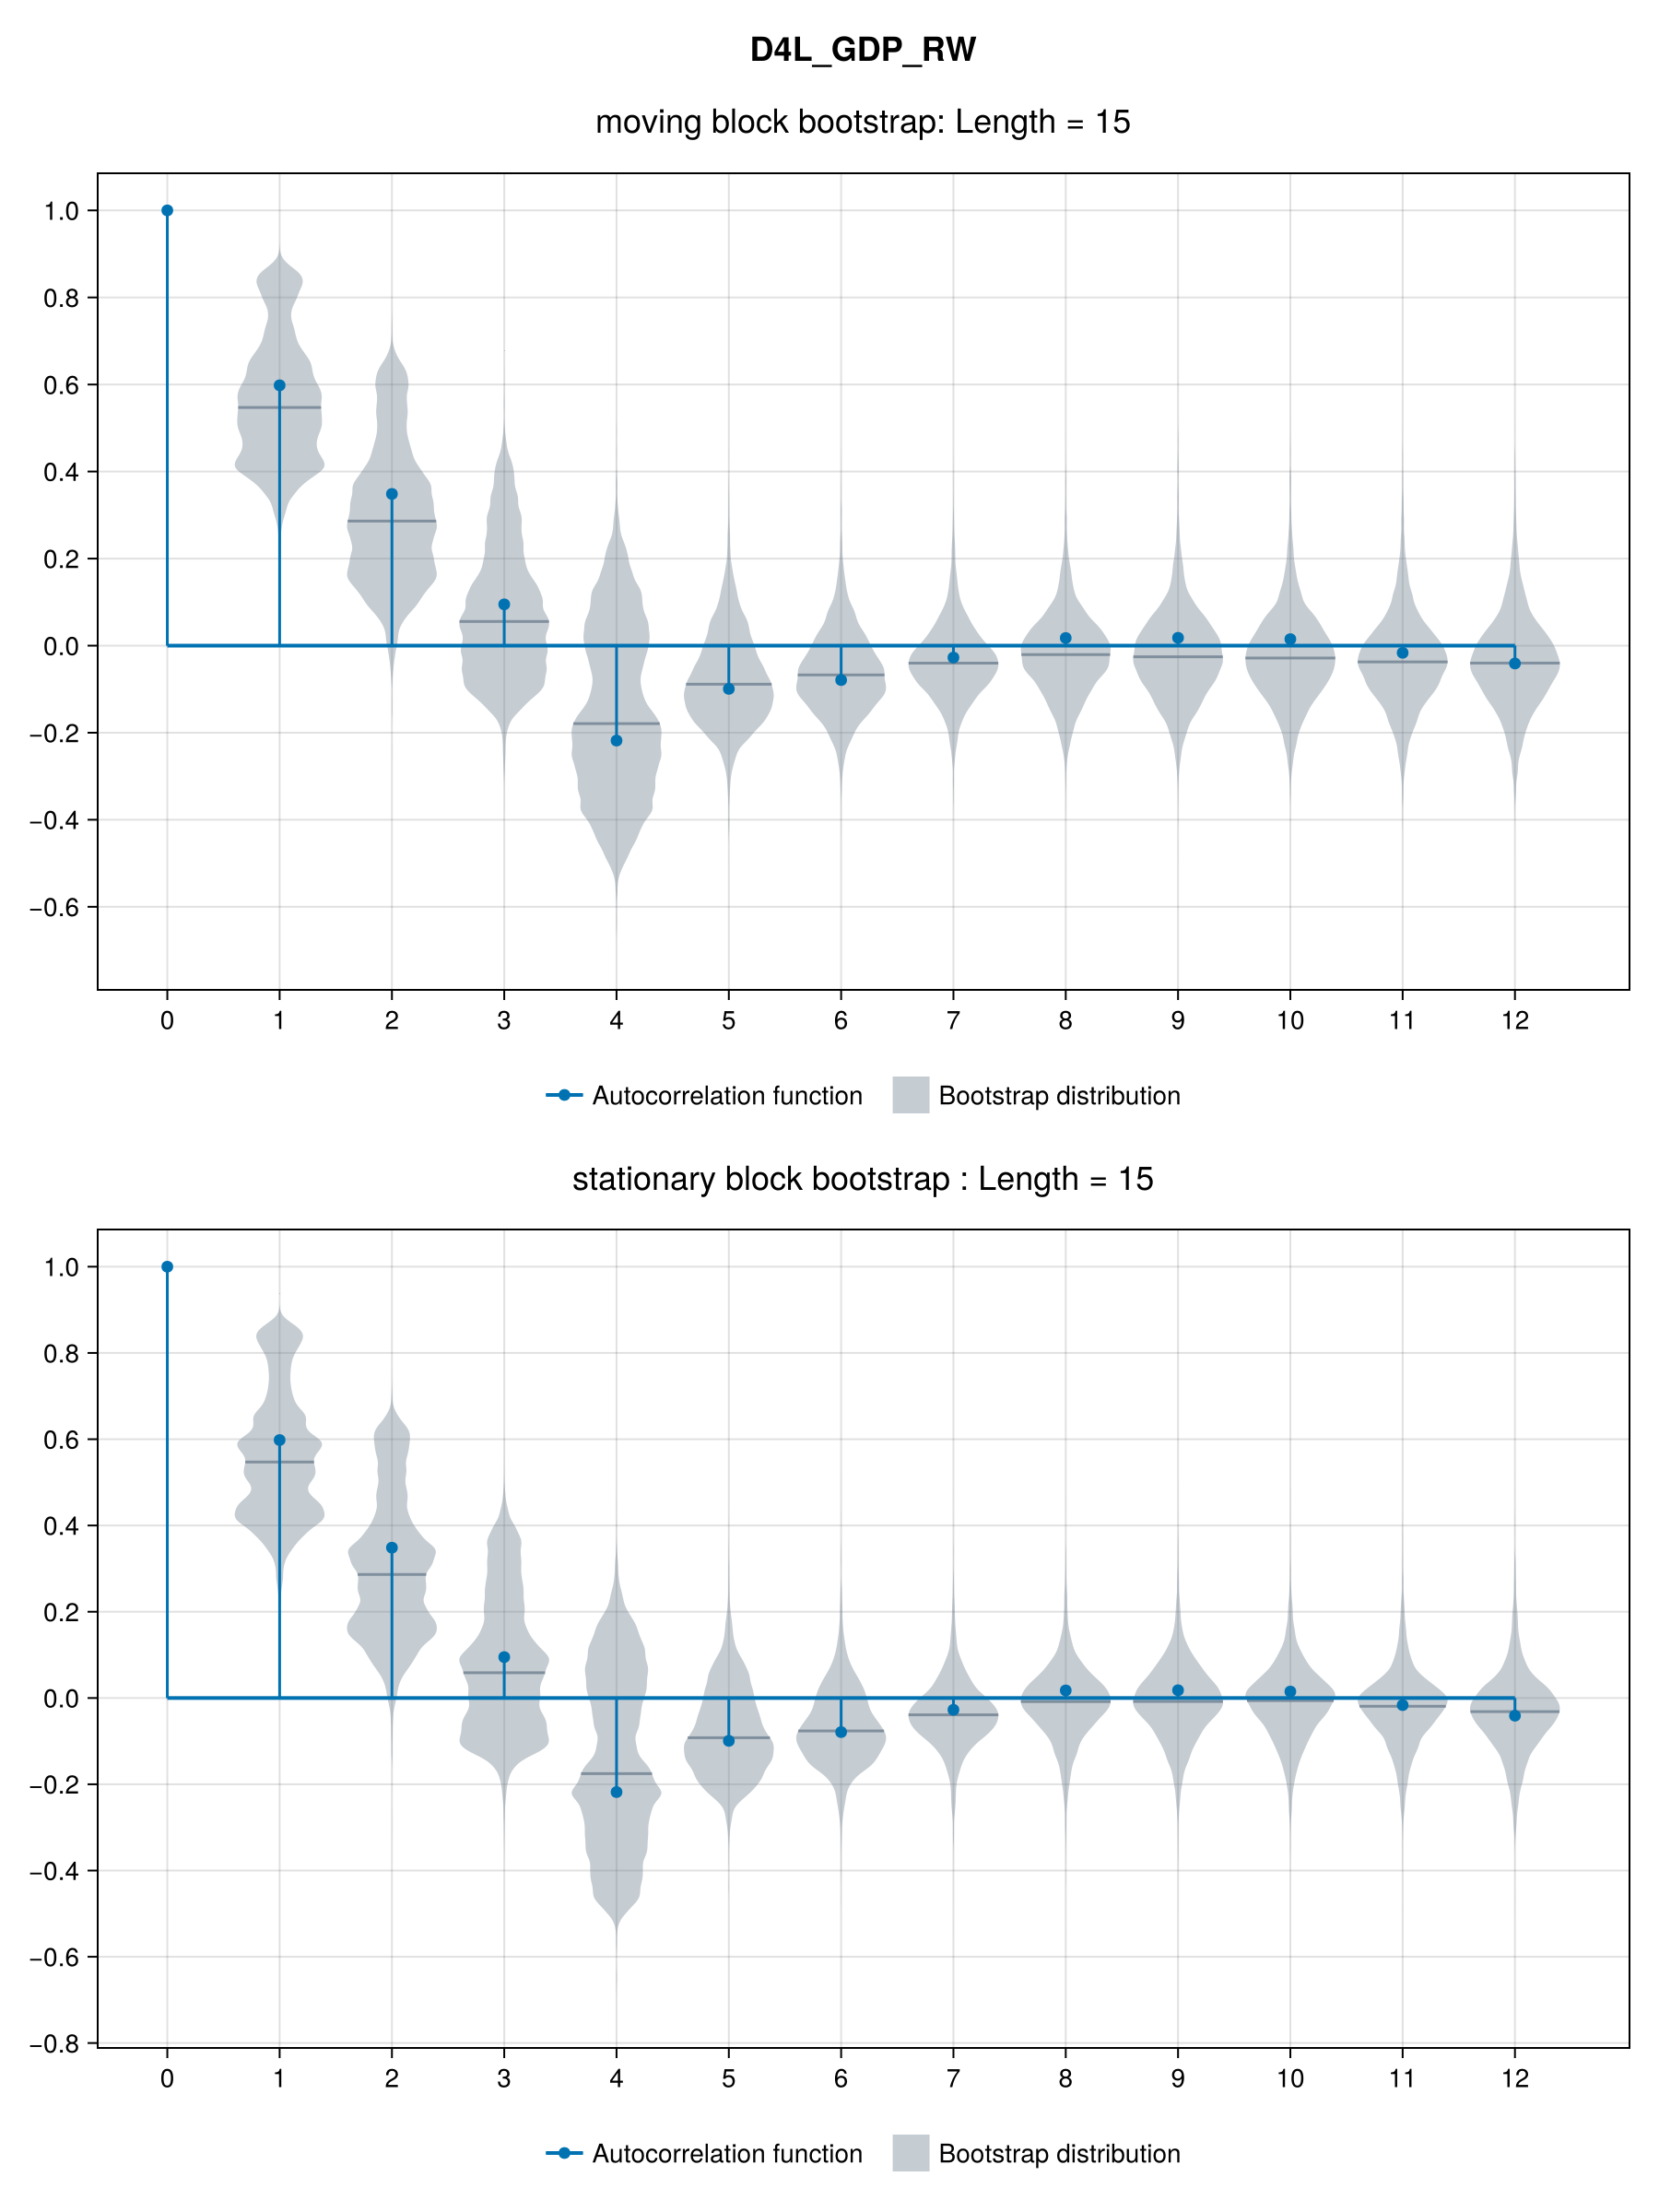 D4L_GDP_RW
moving block bootstrap: Length = 15
1.0
0.8
0.6
0.4
0.2
0.0
−0.2
−0.4
−0.6
0 1 2 3 4 5 6 7 8 9 10 11 12
Autocorrelation function Bootstrap distribution
stationary block bootstrap : Length = 15
1.0
0.8
0.6
0.4
0.2
0.0
−0.2
−0.4
−0.6
−0.8
0 1 2 3 4 5 6 7 8 9 10 11 12
Autocorrelation function Bootstrap distribution